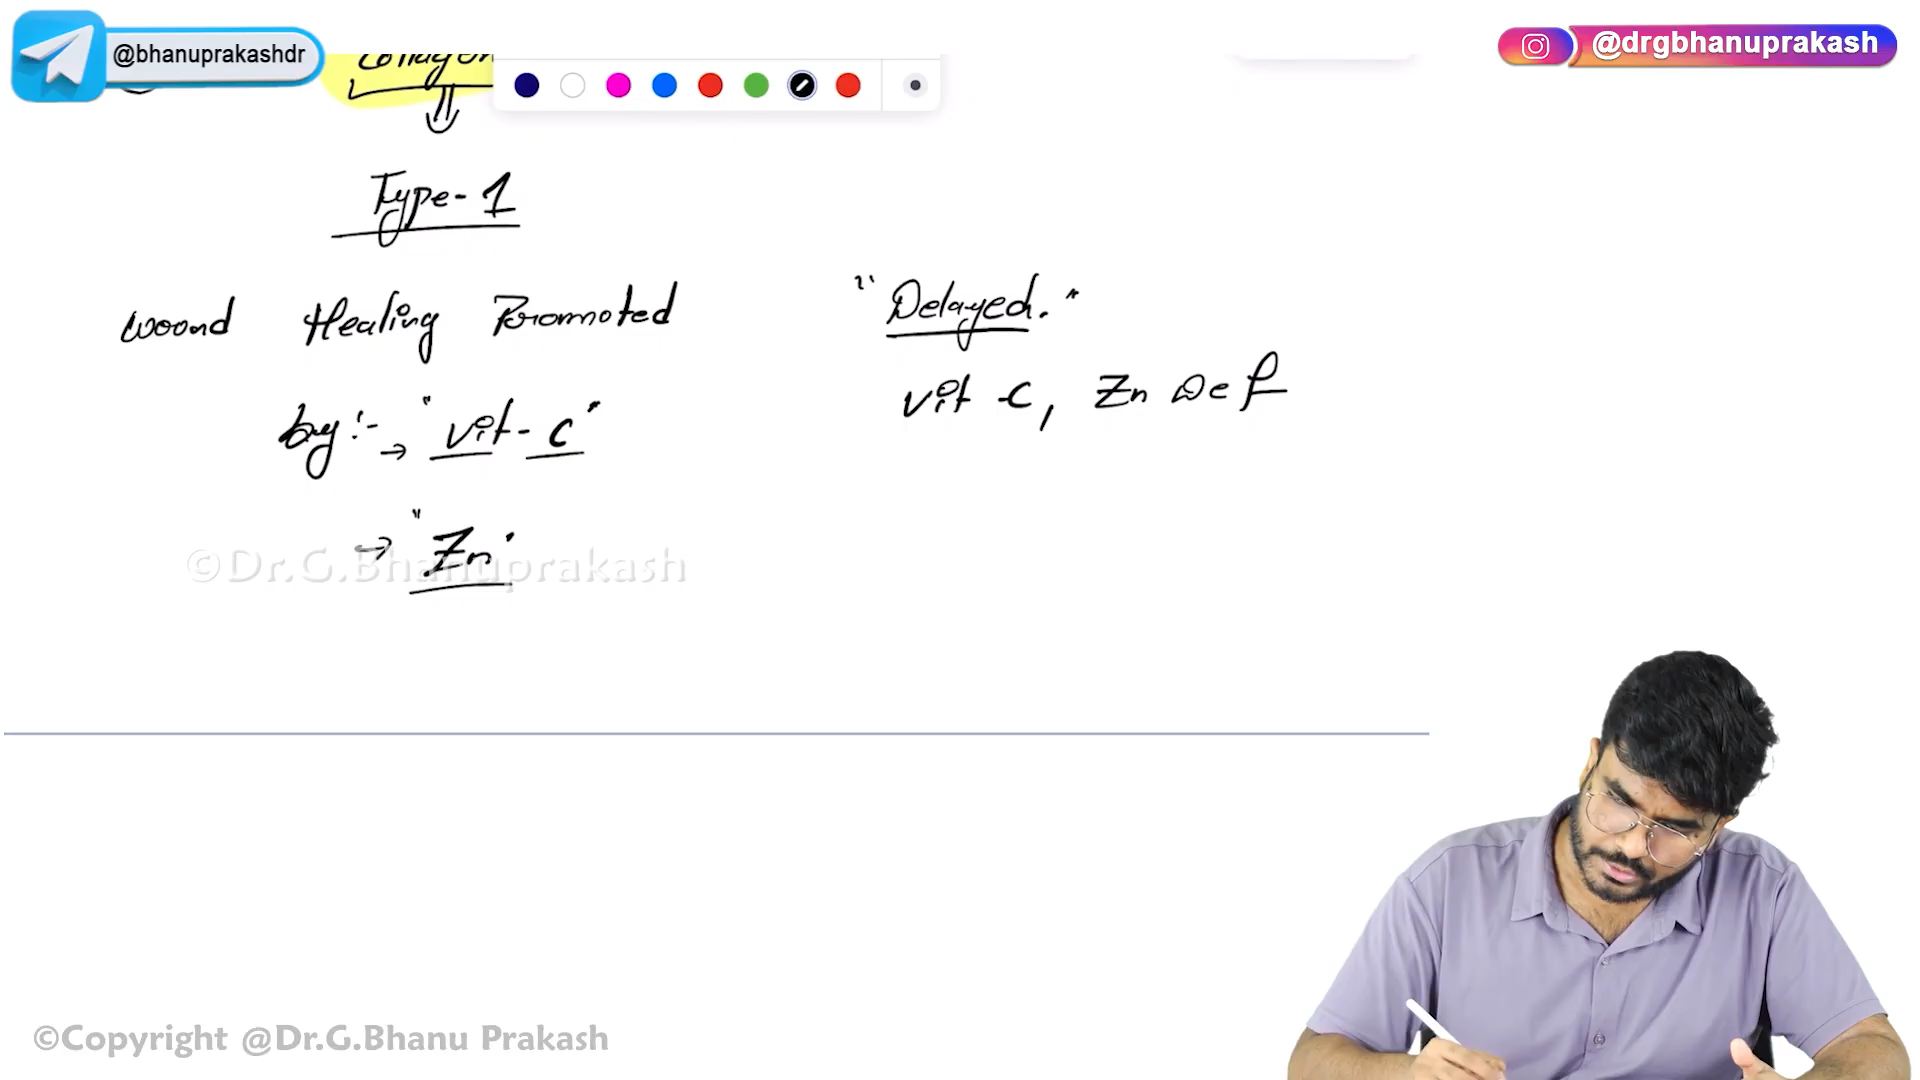 @bhanuprakashdr
@drgbhanuprakash
Collagen
Type-1
Wound Healing Promoted
by:- → "vit-C"
→ "Zn"
"Delayed."
vit-C, Zn Def
©Dr.G.Bhanuprakash
©Copyright @Dr.G.Bhanu Prakash